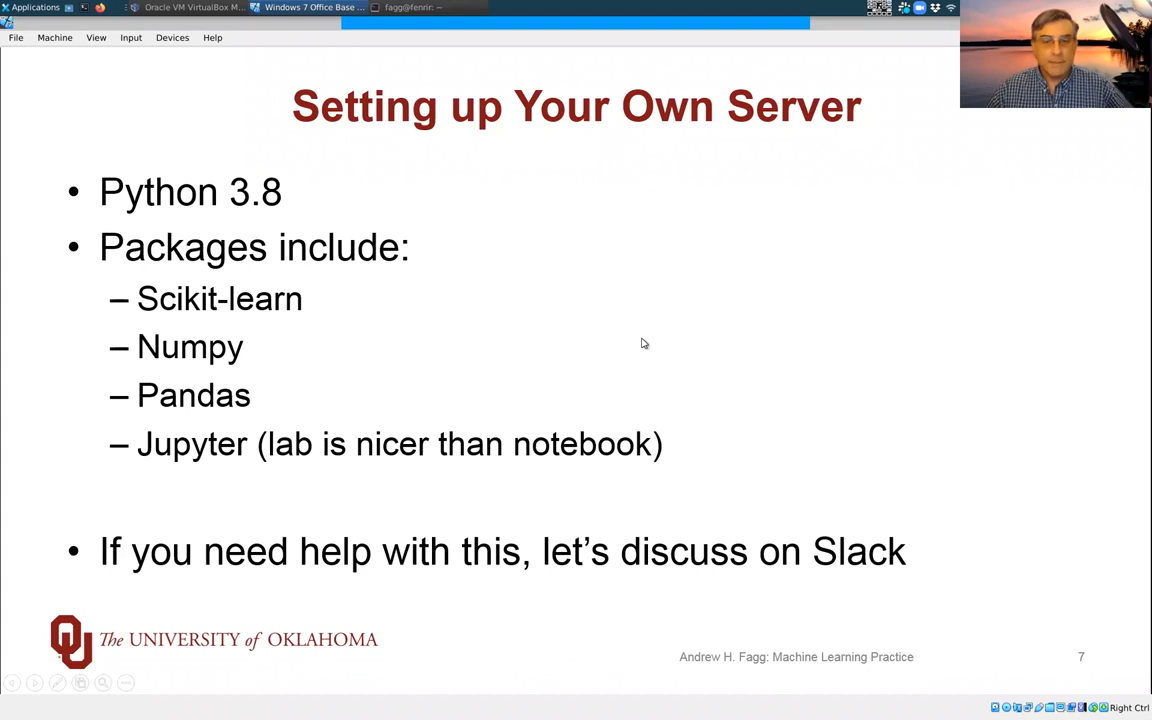 Applications
Oracle VM VirtualBox M...
Windows 7 Office Base ...
fagg@fenrir: ~
File Machine View Input Devices Help
Setting up Your Own Server
• Python 3.8
• Packages include:
– Scikit-learn
– Numpy
– Pandas
– Jupyter (lab is nicer than notebook)
• If you need help with this, let's discuss on Slack
The UNIVERSITY of OKLAHOMA
Andrew H. Fagg: Machine Learning Practice
7
Right Ctrl